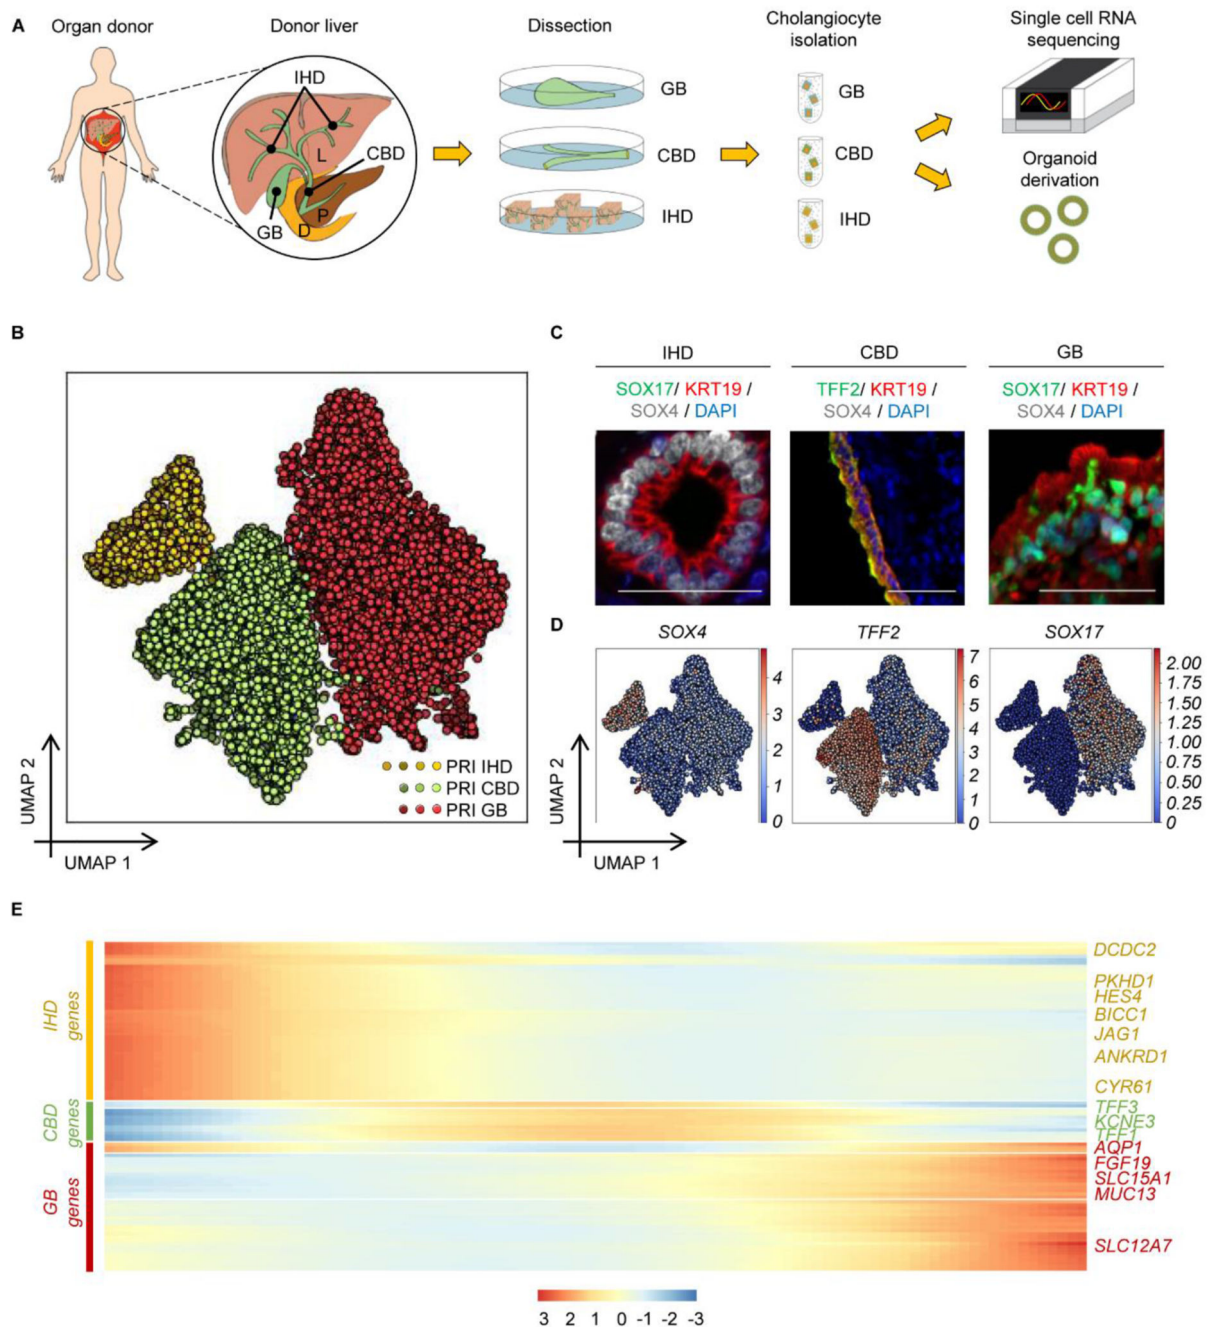 A
Organ donor
Donor liver
Dissection
Cholangiocyte
isolation
Single cell RNA
sequencing
IHD
L
CBD
P
GB
D
GB
CBD
IHD
GB
CBD
IHD
Organoid
derivation
B
UMAP 2
UMAP 1
PRI IHD
PRI CBD
PRI GB
C
IHD
CBD
GB
SOX17/ KRT19 /
SOX4 / DAPI
TFF2/ KRT19 /
SOX4 / DAPI
SOX17/ KRT19 /
SOX4 / DAPI
D
SOX4
TFF2
SOX17
4
3
2
1
0
7
6
5
4
3
2
1
0
2.00
1.75
1.50
1.25
1.00
0.75
0.50
0.25
0
UMAP 2
UMAP 1
E
IHD
genes
CBD
genes
GB
genes
DCDC2
PKHD1
HES4
BICC1
JAG1
ANKRD1
CYR61
TFF3
KCNE3
TFF1
AQP1
FGF19
SLC15A1
MUC13
SLC12A7
3 2 1 0 -1 -2 -3